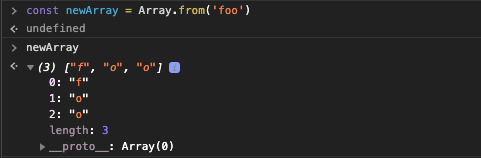 > const newArray = Array.from('foo')
< undefined
> newArray
< ▼ (3) ["f", "o", "o"] i
0: "f"
1: "o"
2: "o"
length: 3
▶ __proto__: Array(0)